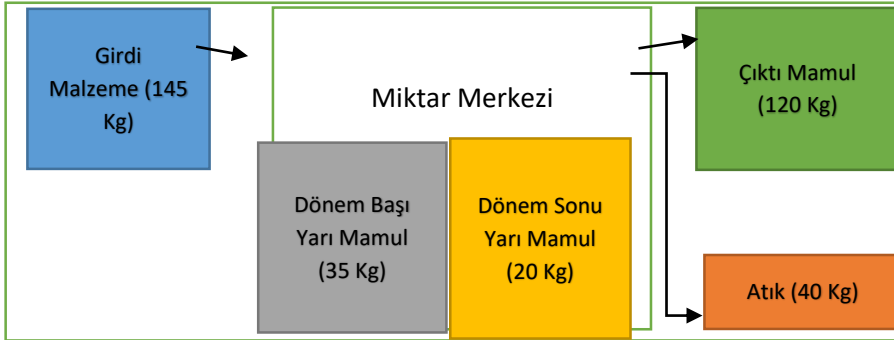 Girdi
Malzeme (145
Kg)
Miktar Merkezi
Çıktı Mamul
(120 Kg)
Dönem Başı
Yarı Mamul
(35 Kg)
Dönem Sonu
Yarı Mamul
(20 Kg)
Atık (40 Kg)